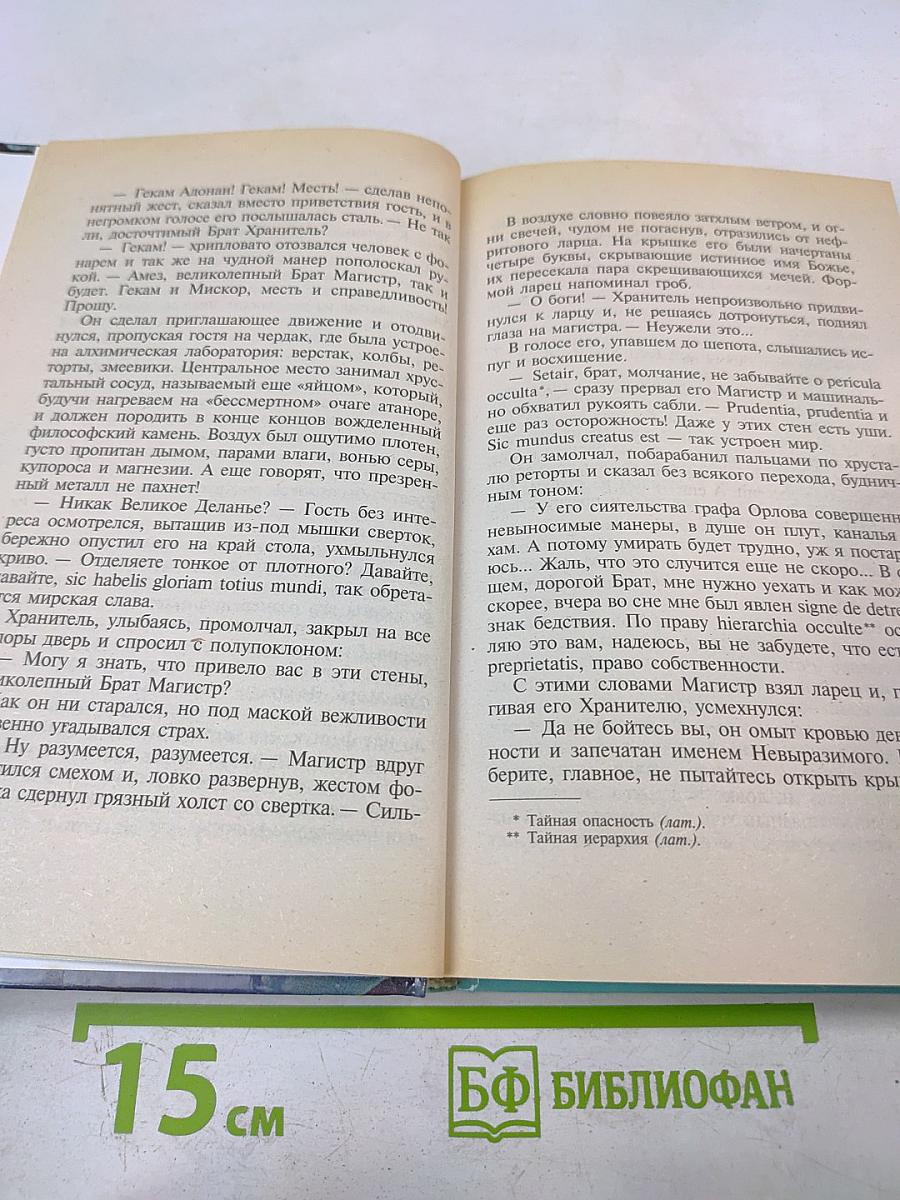 — Гекам Адонаи! Гекам! Месть! — сделав непо-
нятный жест, сказал вместо приветствия гость, и в
негромком голосе его послышалась сталь. — Не так
ли, досточтимый Брат Хранитель?
— Гекам! — хрипловато отозвался человек с фо-
нарем и так же на чудной манер пополоскал ру-
кой. — Амез, великолепный Брат Магистр, так и
будет. Гекам и Мискор, месть и справедливость!
Прошу.
Он сделал приглашающее движение и отодви-
нулся, пропуская гостя на чердак, где была устрое-
на алхимическая лаборатория: верстак, колбы, ре-
торты, змеевики. Центральное место занимал хрус-
тальный сосуд, называемый еще «яйцом», который,
будучи нагреваем на «бессмертном» очаге атаноре,
и должен породить в конце концов вожделенный
философский камень. Воздух был ощутимо плотен,
густо пропитан дымом, парами влаги, вонью серы,
купороса и магнезии. А еще говорят, что презрен-
ный металл не пахнет!
— Никак Великое Деланье? — Гость без инте-
реса осмотрелся, вытащив из-под мышки сверток,
бережно опустил его на край стола, ухмыльнулся
криво. — Отделяете тонкое от плотного? Давайте,
давайте, sic habelis gloriam totius mundi, так обрета-
тся мирская слава.
Хранитель, улыбаясь, промолчал, закрыл на все
поры дверь и спросил с полупоклоном:
— Могу я знать, что привело вас в эти стены,
иколепный Брат Магистр?
ак он ни старался, но под маской вежливости
венно угадывался страх.
Ну разумеется, разумеется. — Магистр вдруг
тился смехом и, ловко развернув, жестом фо-
ка сдернул грязный холст со свертка. — Силь-
В воздухе словно повеяло затхлым ветром, и ог-
ни свечей, чудом не погаснув, отразились от неф-
ритового ларца. На крышке его были начертаны
четыре буквы, скрывающие истинное имя Божье,
их пересекала пара скрещивающихся мечей. Фор-
мой ларец напоминал гроб.
— О боги! — Хранитель непроизвольно придви-
нулся к ларцу и, не решаясь дотронуться, поднял
глаза на магистра. — Неужели это...
В голосе его, упавшем до шепота, слышались ис-
пуг и восхищение.
— Setair, брат, молчание, не забывайте о pericula
occulta*, — сразу прервал его Магистр и машиналь-
но обхватил рукоять сабли. — Prudentia, prudentia и
еще раз осторожность! Даже у этих стен есть уши.
Sic mundus creatus est — так устроен мир.
Он замолчал, побарабанил пальцами по хруста-
лю реторты и сказал без всякого перехода, буднич-
ным тоном:
— У его сиятельства графа Орлова совершенн
невыносимые манеры, в душе он плут, каналья
хам. А потому умирать будет трудно, уж я постар
юсь... Жаль, что это случится еще не скоро... В о
щем, дорогой Брат, мне нужно уехать и как мож
скорее, вчера во сне мне был явлен signe de detre
знак бедствия. По праву hierarchia occulte** ос
ляю это вам, надеюсь, вы не забудете, что ест
preprietatis, право собственности.
С этими словами Магистр взял ларец и, п
гивая его Хранителю, усмехнулся:
— Да не бойтесь вы, он омыт кровью дев
ности и запечатан именем Невыразимого.
берите, главное, не пытайтесь открыть кры
* Тайная опасность (лат.).
** Тайная иерархия (лат.).
15 см
БФ БИБЛИОФАН